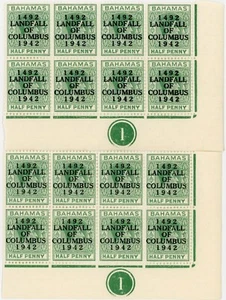 BAHAMAS BAHAMAS BAHAMAS BAHAMAS
1492 1492 1492 1492
LANDFALL LANDFALL LANDFALL LANDFALL
OF OF OF OF
COLUMBUS COLUMBUS COLUMBUS COLUMBUS
1942 1942 1942 1942
HALF PENNY HALF PENNY HALF PENNY HALF PENNY
BAHAMAS BAHAMAS BAHAMAS BAHAMAS
1492 1492 1492 1492
LANDFALL LANDFALL LANDFALL LANDFALL
OF OF OF OF
COLUMBUS COLUMBUS COLUMBUS COLUMBUS
1942 1942 1942 1942
HALF PENNY HALF PENNY HALF PENNY HALF PENNY
1
BAHAMAS BAHAMAS BAHAMAS BAHAMAS
1492 1492 1492 1492
LANDFALL LANDFALL LANDFALL LANDFALL
OF OF OF OF
COLUMBUS COLUMBUS COLUMBUS COLUMBUS
1942 1942 1942 1942
HALF PENNY HALF PENNY HALF PENNY HALF PENNY
BAHAMAS BAHAMAS BAHAMAS BAHAMAS
1492 1492 1492 1492
LANDFALL LANDFALL LANDFALL LANDFALL
OF OF OF OF
COLUMBUS COLUMBUS COLUMBUS COLUMBUS
1942 1942 1942 1942
HALF PENNY HALF PENNY HALF PENNY HALF PENNY
1